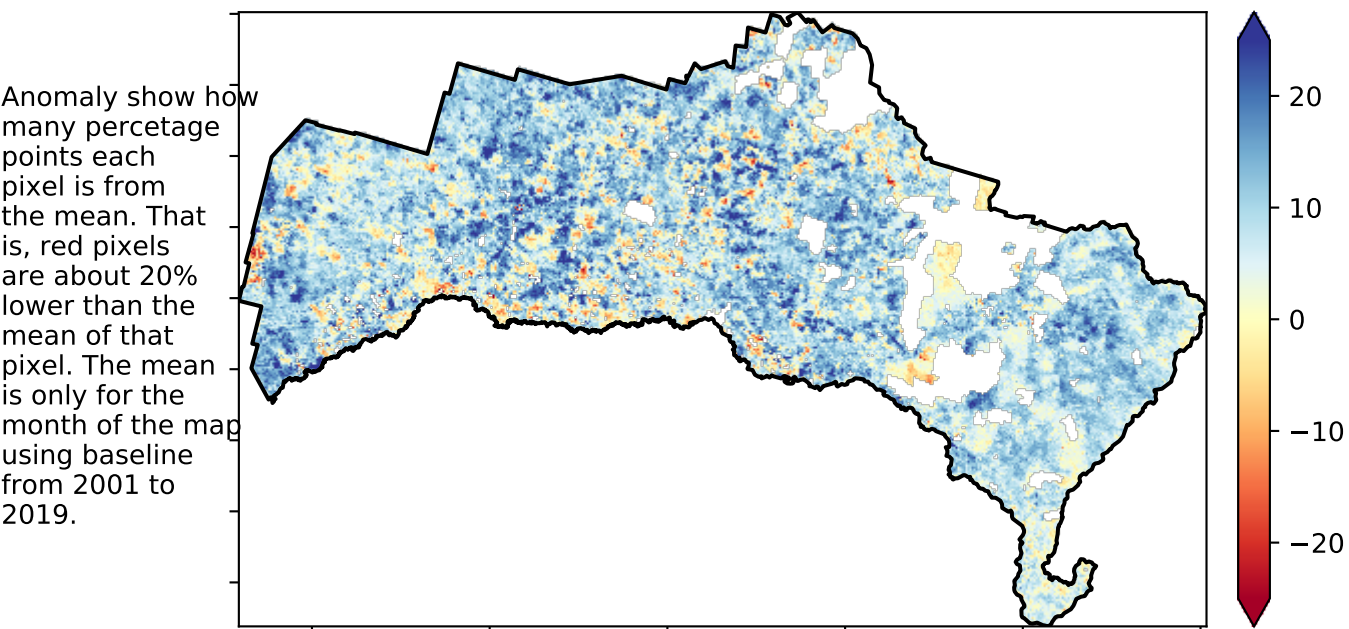 Anomaly show how
many percetage
points each
pixel is from
the mean. That
is, red pixels
are about 20%
lower than the
mean of that
pixel. The mean
is only for the
month of the map
using baseline
from 2001 to
2019.
20
10
0
−10
−20